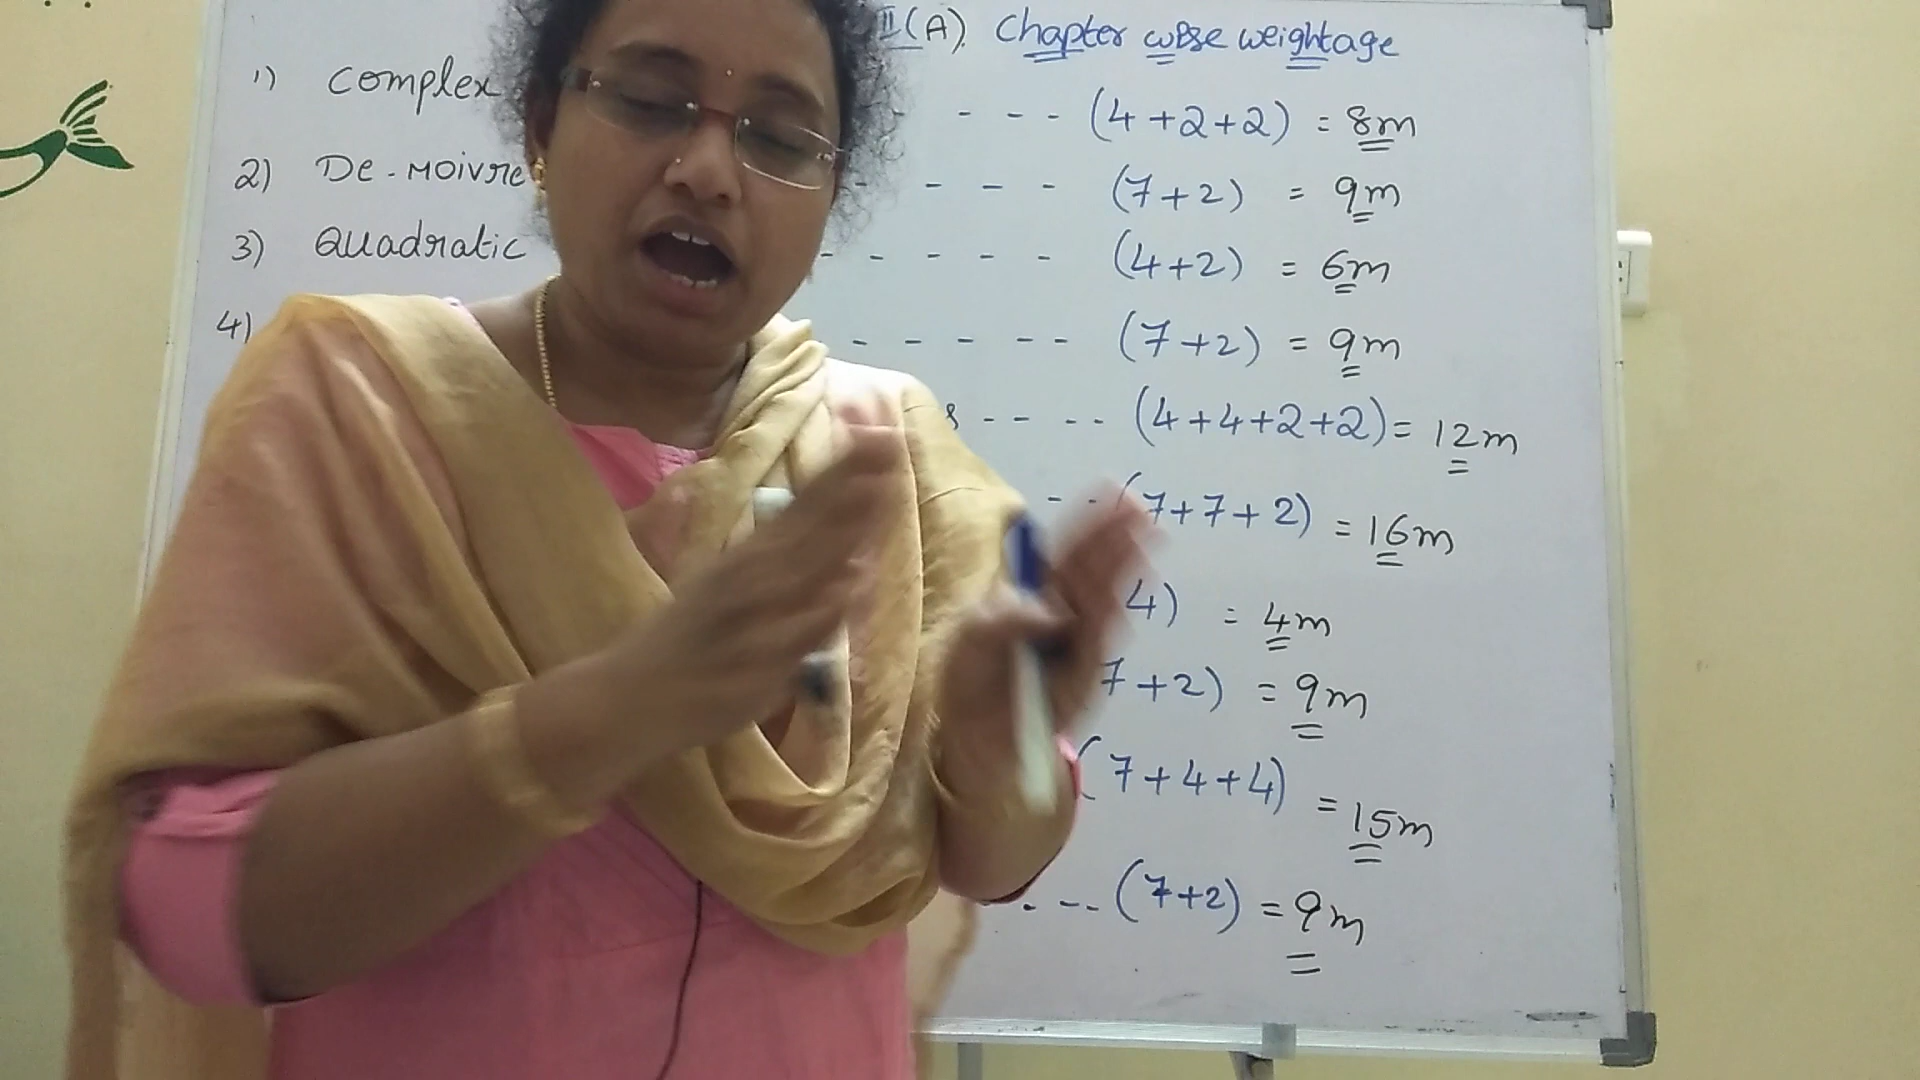 II(A). Chapter wise weightage
1) Complex - - - - (4+2+2) = 8m
2) De-Moivre - - - - (7+2) = 9m
3) Quadratic - - - - - (4+2) = 6m
4) - - - - - (7+2) = 9m
s - - - - (4+4+2+2) = 12m
- - (7+7+2) = 16m
4) = 4m
7+2) = 9m
(7+4+4) = 15m
- -- (7+2) = 9m